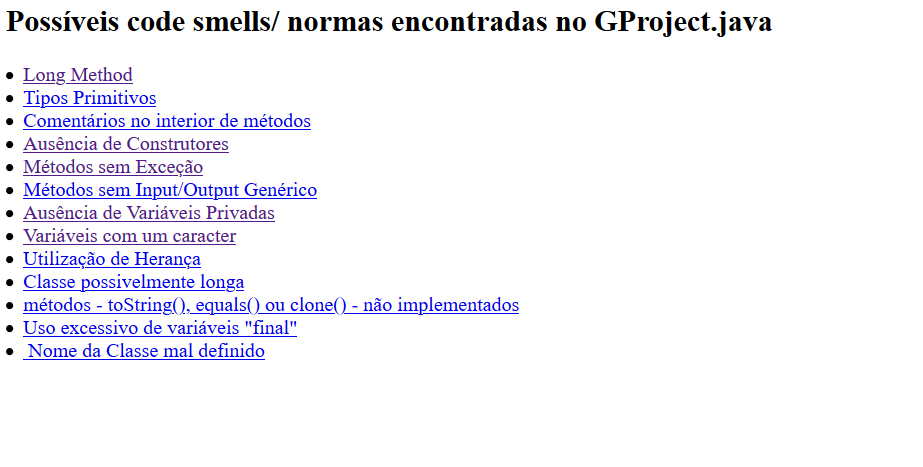 Possíveis code smells/ normas encontradas no GProject.java
Long Method
Tipos Primitivos
Comentários no interior de métodos
Ausência de Construtores
Métodos sem Exceção
Métodos sem Input/Output Genérico
Ausência de Variáveis Privadas
Variáveis com um caracter
Utilização de Herança
Classe possivelmente longa
métodos - toString(), equals() ou clone() - não implementados
Uso excessivo de variáveis "final"
Nome da Classe mal definido